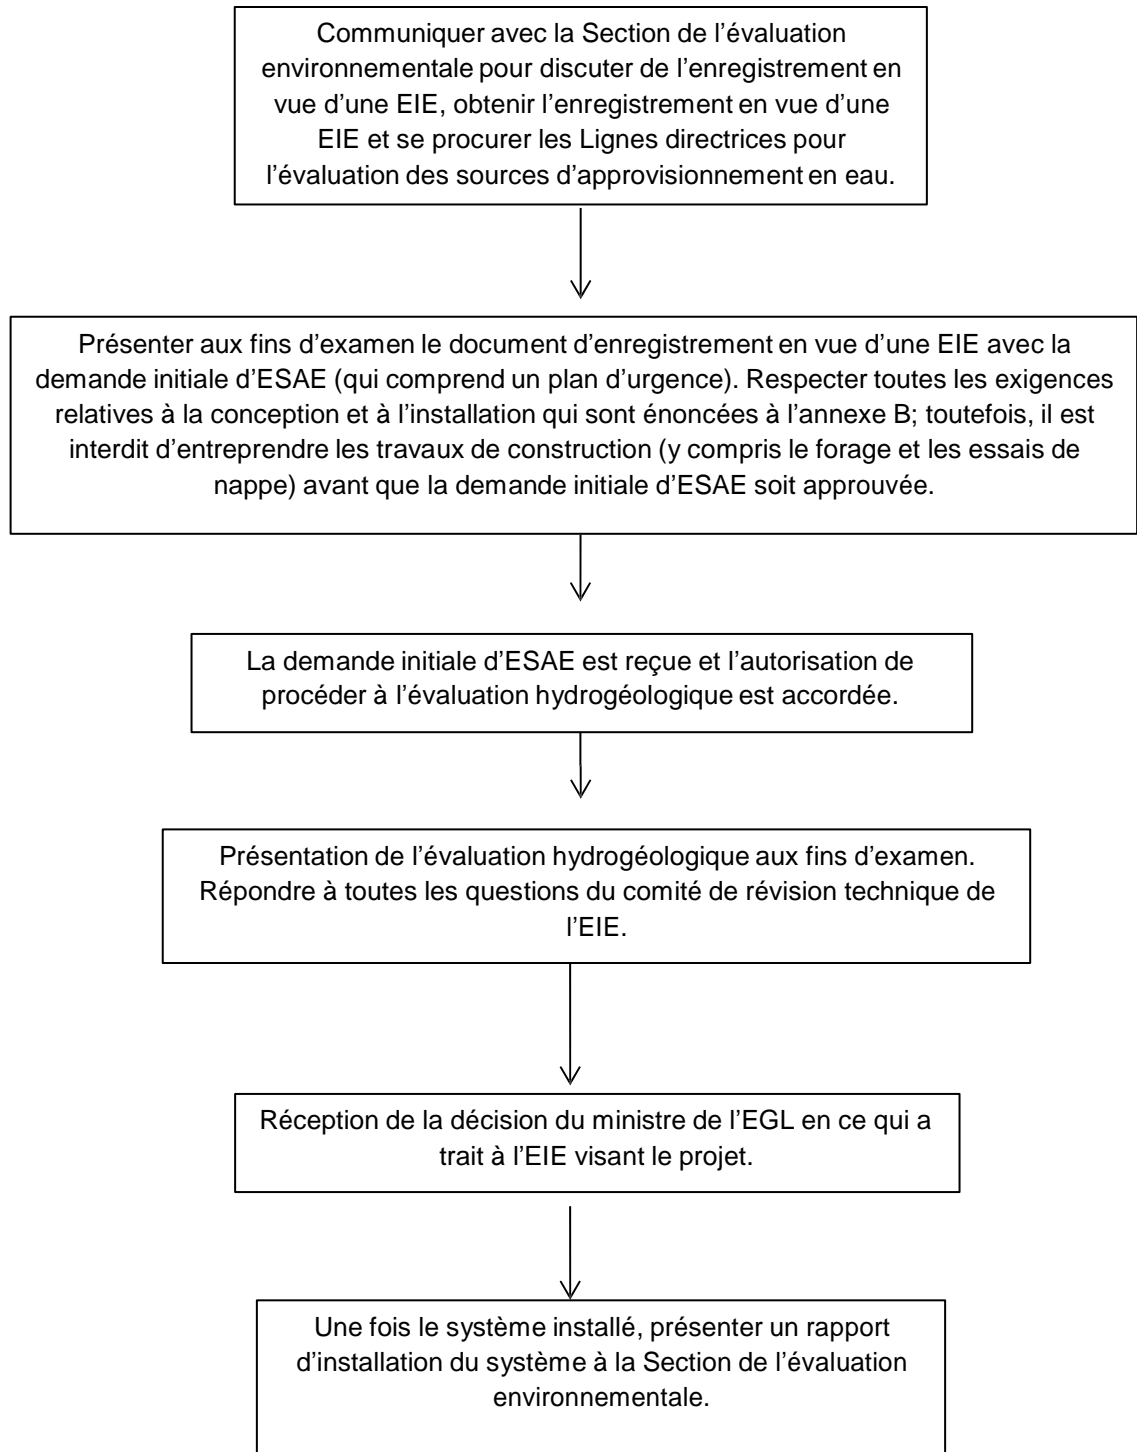 Communiquer avec la Section de l’évaluation
environnementale pour discuter de l’enregistrement en
vue d’une EIE, obtenir l’enregistrement en vue d’une
EIE et se procurer les Lignes directrices pour
l’évaluation des sources d’approvisionnement en eau.
Présenter aux fins d’examen le document d’enregistrement en vue d’une EIE avec la
demande initiale d’ESAE (qui comprend un plan d’urgence). Respecter toutes les exigences
relatives à la conception et à l’installation qui sont énoncées à l’annexe B; toutefois, il est
interdit d’entreprendre les travaux de construction (y compris le forage et les essais de
nappe) avant que la demande initiale d’ESAE soit approuvée.
La demande initiale d’ESAE est reçue et l’autorisation de
procéder à l’évaluation hydrogéologique est accordée.
Présentation de l’évaluation hydrogéologique aux fins d’examen.
Répondre à toutes les questions du comité de révision technique de
l’EIE.
Réception de la décision du ministre de l’EGL en ce qui a
trait à l’EIE visant le projet.
Une fois le système installé, présenter un rapport
d’installation du système à la Section de l’évaluation
environnementale.